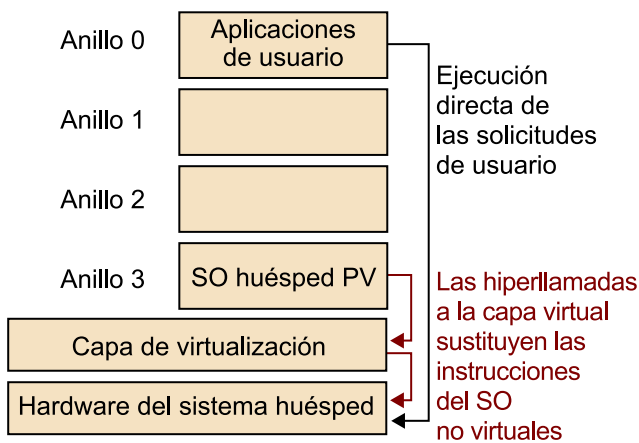 Anillo 0
Aplicaciones
de usuario
Ejecución
directa de
las solicitudes
de usuario
Anillo 1
Anillo 2
Anillo 3
SO huésped PV
Las hiperllamadas
a la capa virtual
sustituyen las
instrucciones
del SO
no virtuales
Capa de virtualización
Hardware del sistema huésped